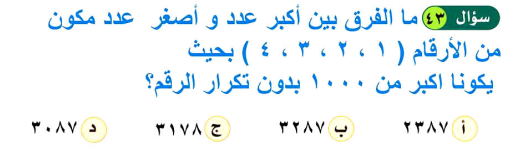 سؤال ٤٣ ما الفرق بين أكبر عدد و أصغر عدد مكون
من الأرقام ( ١ ، ٢ ، ٣ ، ٤ ) بحيث
يكونا اكبر من ١٠٠٠ بدون تكرار الرقم؟
أ ٢٣٨٧ ب ٣٢٨٧ ج ٣١٧٨ د ٣٠٨٧